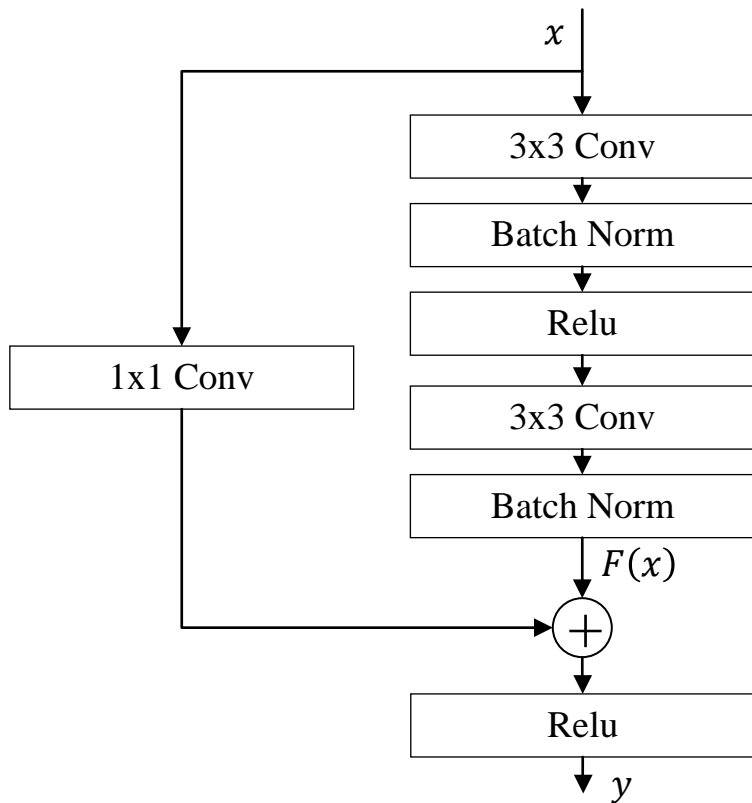 x
3x3 Conv
Batch Norm
Relu
1x1 Conv
3x3 Conv
Batch Norm
F(x)
+
Relu
y